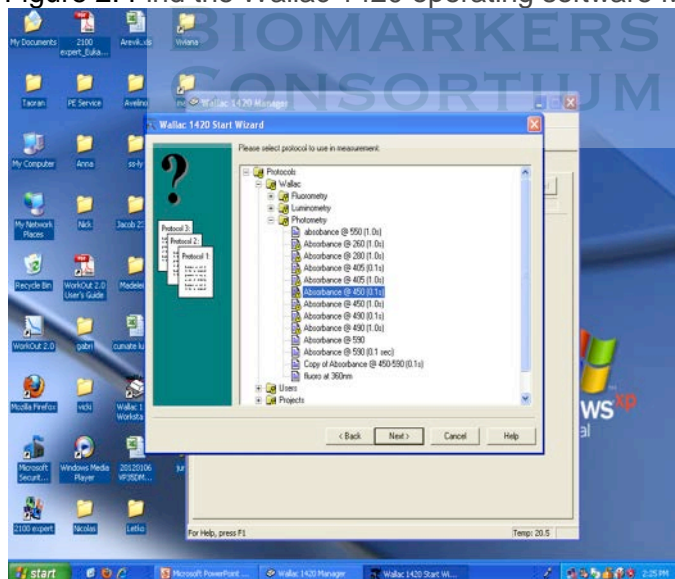 Figure 2. Find the Wallac 1420 operating software
BIOMARKERS
CONSORTIUM
My Documents
2100 expert_Euka...
Arevik.xls
Viviana
Taoran
PE Service
Avelino
My Computer
Anna
My Network Places
Nick
Recycle Bin
WorkOut 2.0 User's Guide
WorkOut 2.0
gabri
Mozilla Firefox
vicki
Microsoft Securit...
Windows Media Player
20120106
2100 expert
Nicolas
Letko
Wallac 1420 Manager
Wallac 1420 Start Wizard
Please select protocol to use in measurement.
Protocol 3:
Protocol 2:
Protocol 1:
Protocols
Wallac
Fluorometry
Luminometry
Photometry
absorbance @ 550 (1.0s)
Absorbance @ 260 (1.0s)
Absorbance @ 280 (1.0s)
Absorbance @ 405 (0.1s)
Absorbance @ 405 (1.0s)
Absorbance @ 450 (0.1s)
Absorbance @ 450 (1.0s)
Absorbance @ 490 (0.1s)
Absorbance @ 490 (1.0s)
Absorbance @ 590
Absorbance @ 590 (0.1 sec)
Copy of Absorbance @ 450-590 (0.1s)
fluoro at 360nm
Users
Projects
< Back
Next >
Cancel
Help
For Help, press F1
Temp: 20.5
start
Microsoft PowerPoint ...
Wallac 1420 Manager
Wallac 1420 Start Wi...
2:25 PM